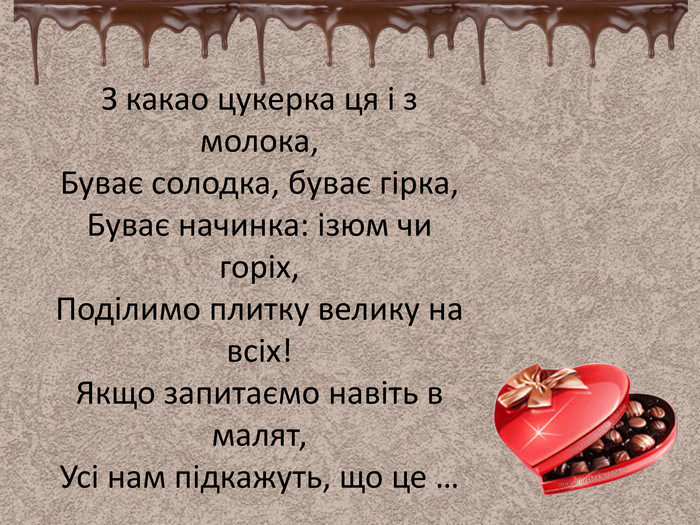 З какао цукерка ця і з
молока,
Буває солодка, буває гірка,
Буває начинка: ізюм чи
горіх,
Поділимо плитку велику на
всіх!
Якщо запитаємо навіть в
малят,
Усі нам підкажуть, що це …